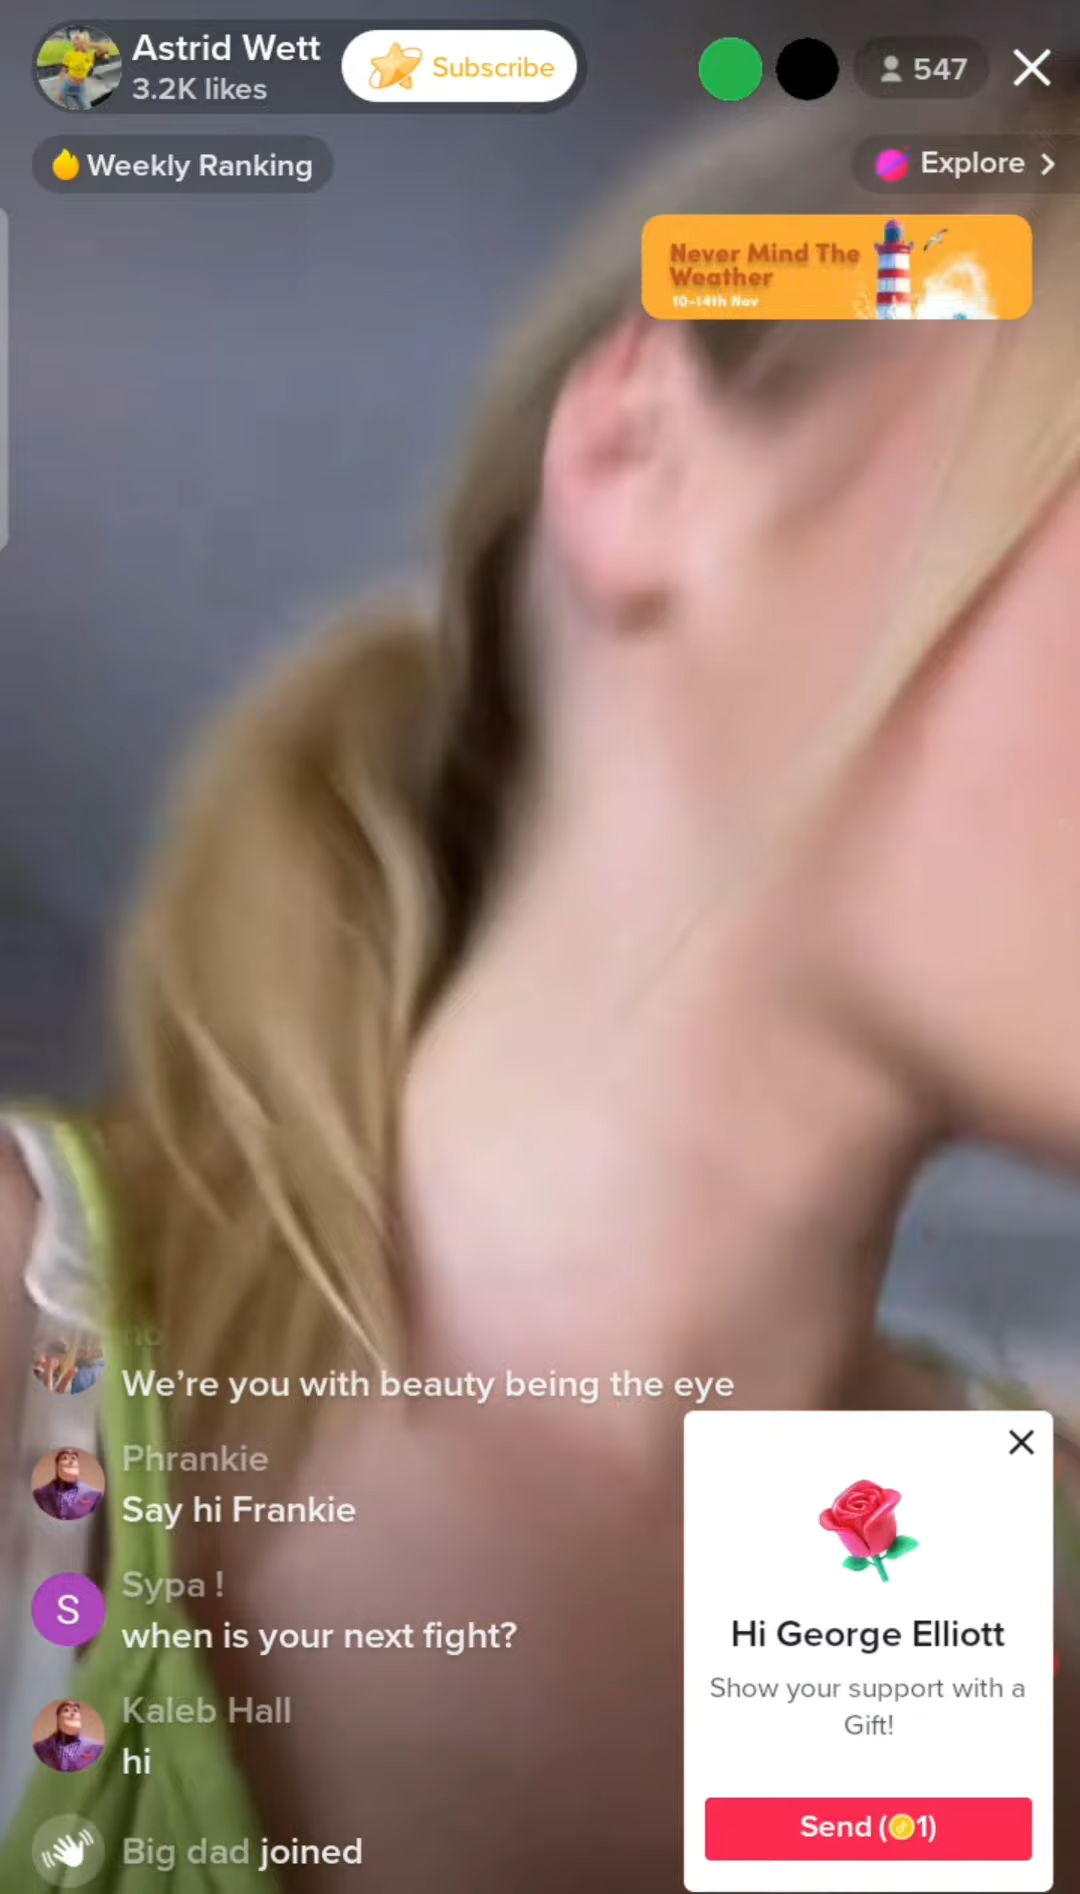 Astrid Wett
3.2K likes
Subscribe
547
Weekly Ranking
Explore
Never Mind The
Weather
10-14th Nov
no
We’re you with beauty being the eye
Phrankie
Say hi Frankie
S
Sypa !
when is your next fight?
Kaleb Hall
hi
Big dad joined
Hi George Elliott
Show your support with a
Gift!
Send (1)